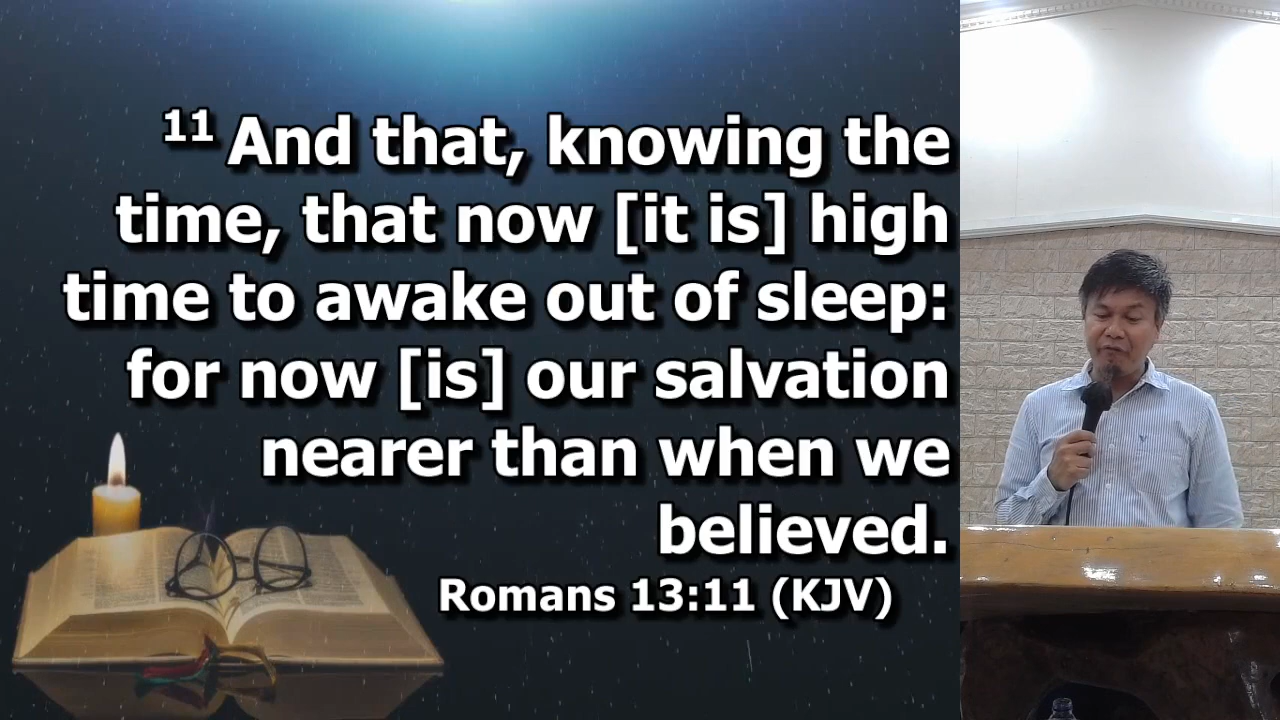 11 And that, knowing the
time, that now [it is] high
time to awake out of sleep:
for now [is] our salvation
nearer than when we
believed.
Romans 13:11 (KJV)